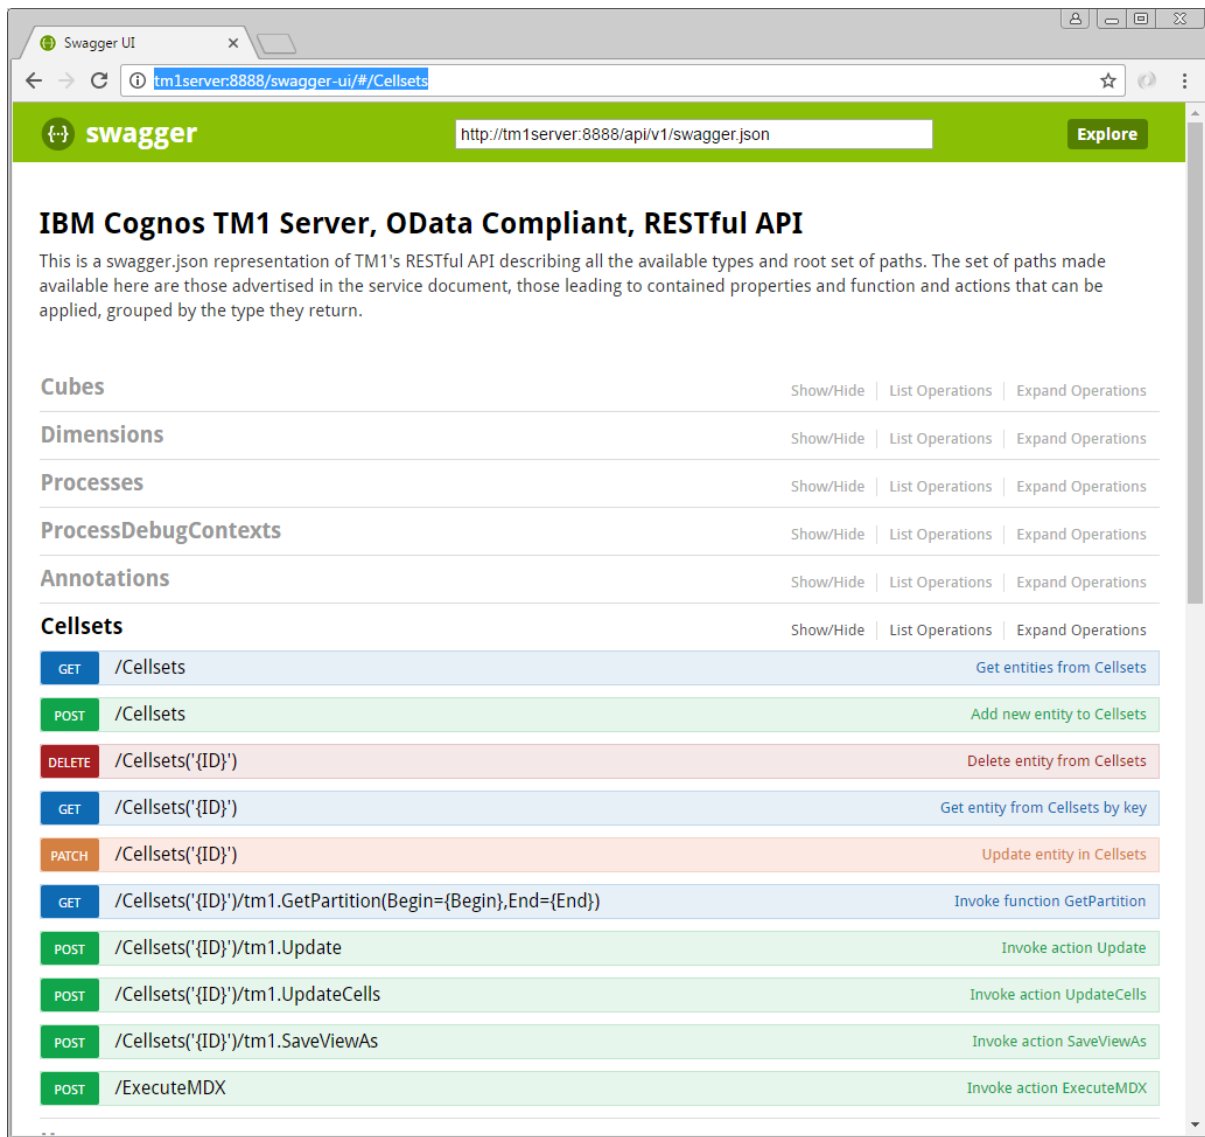 Swagger UI
tm1server:8888/swagger-ui/#/Cellsets
swagger
http://tm1server:8888/api/v1/swagger.json
Explore
IBM Cognos TM1 Server, OData Compliant, RESTful API
This is a swagger.json representation of TM1's RESTful API describing all the available types and root set of paths. The set of paths made
available here are those advertised in the service document, those leading to contained properties and function and actions that can be
applied, grouped by the type they return.
Cubes Show/Hide List Operations Expand Operations
Dimensions Show/Hide List Operations Expand Operations
Processes Show/Hide List Operations Expand Operations
ProcessDebugContexts Show/Hide List Operations Expand Operations
Annotations Show/Hide List Operations Expand Operations
Cellsets Show/Hide List Operations Expand Operations
GET /Cellsets Get entities from Cellsets
POST /Cellsets Add new entity to Cellsets
DELETE /Cellsets('{ID}') Delete entity from Cellsets
GET /Cellsets('{ID}') Get entity from Cellsets by key
PATCH /Cellsets('{ID}') Update entity in Cellsets
GET /Cellsets('{ID}')/tm1.GetPartition(Begin={Begin},End={End}) Invoke function GetPartition
POST /Cellsets('{ID}')/tm1.Update Invoke action Update
POST /Cellsets('{ID}')/tm1.UpdateCells Invoke action UpdateCells
POST /Cellsets('{ID}')/tm1.SaveViewAs Invoke action SaveViewAs
POST /ExecuteMDX Invoke action ExecuteMDX